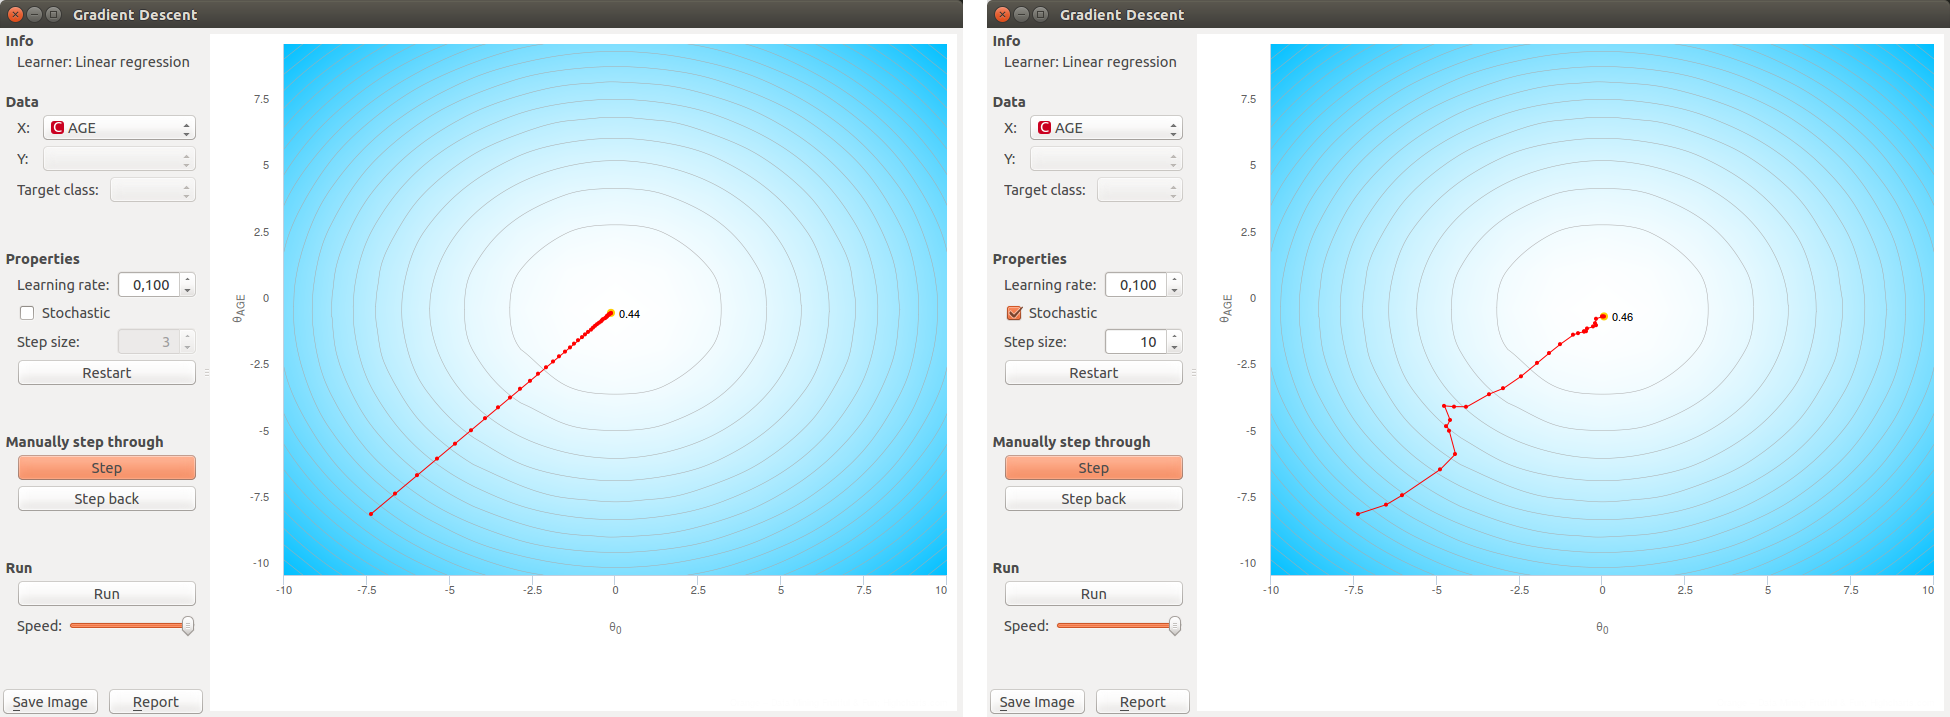 Gradient Descent
Info
Learner: Linear regression
Data
X: C AGE
Y:
Target class:
Properties
Learning rate: 0,100
Stochastic
Step size: 3
Restart
Manually step through
Step
Step back
Run
Run
Speed:
Save Image Report
7.5
5
2.5
0
-2.5
-5
-7.5
-10
θAGE
0.44
-10 -7.5 -5 -2.5 0 2.5 5 7.5 10
θ0
Gradient Descent
Info
Learner: Linear regression
Data
X: C AGE
Y:
Target class:
Properties
Learning rate: 0,100
Stochastic
Step size: 10
Restart
Manually step through
Step
Step back
Run
Run
Speed:
Save Image Report
7.5
5
2.5
0
-2.5
-5
-7.5
-10
θAGE
0.46
-10 -7.5 -5 -2.5 0 2.5 5 7.5 10
θ0